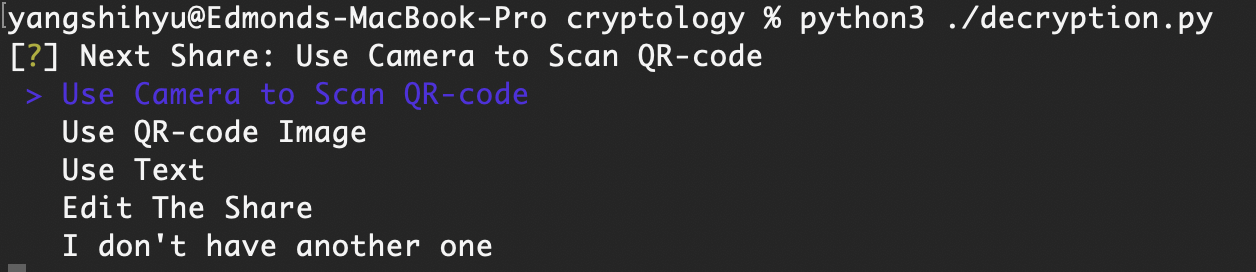 [yangshihyu@Edmonds-MacBook-Pro cryptology % python3 ./decryption.py
[?] Next Share: Use Camera to Scan QR-code
> Use Camera to Scan QR-code
Use QR-code Image
Use Text
Edit The Share
I don't have another one